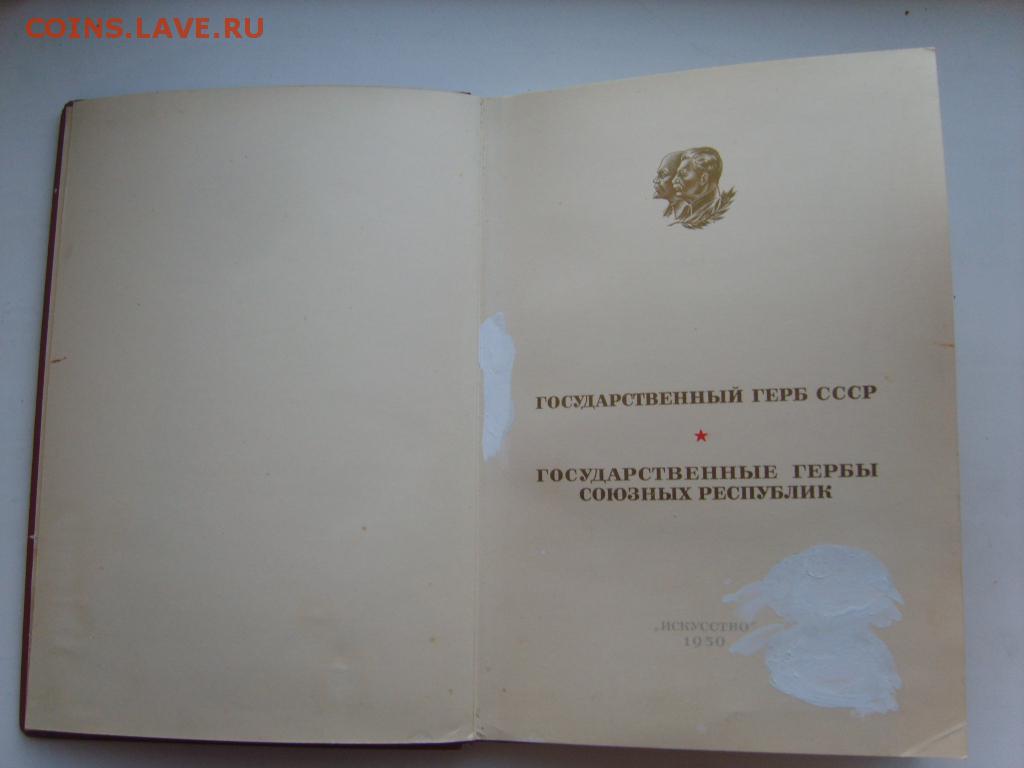 COINS.LAVE.RU
ГОСУДАРСТВЕННЫЙ ГЕРБ СССР
ГОСУДАРСТВЕННЫЕ ГЕРБЫ
СОЮЗНЫХ РЕСПУБЛИК
„ИСКУССТВО"
1950